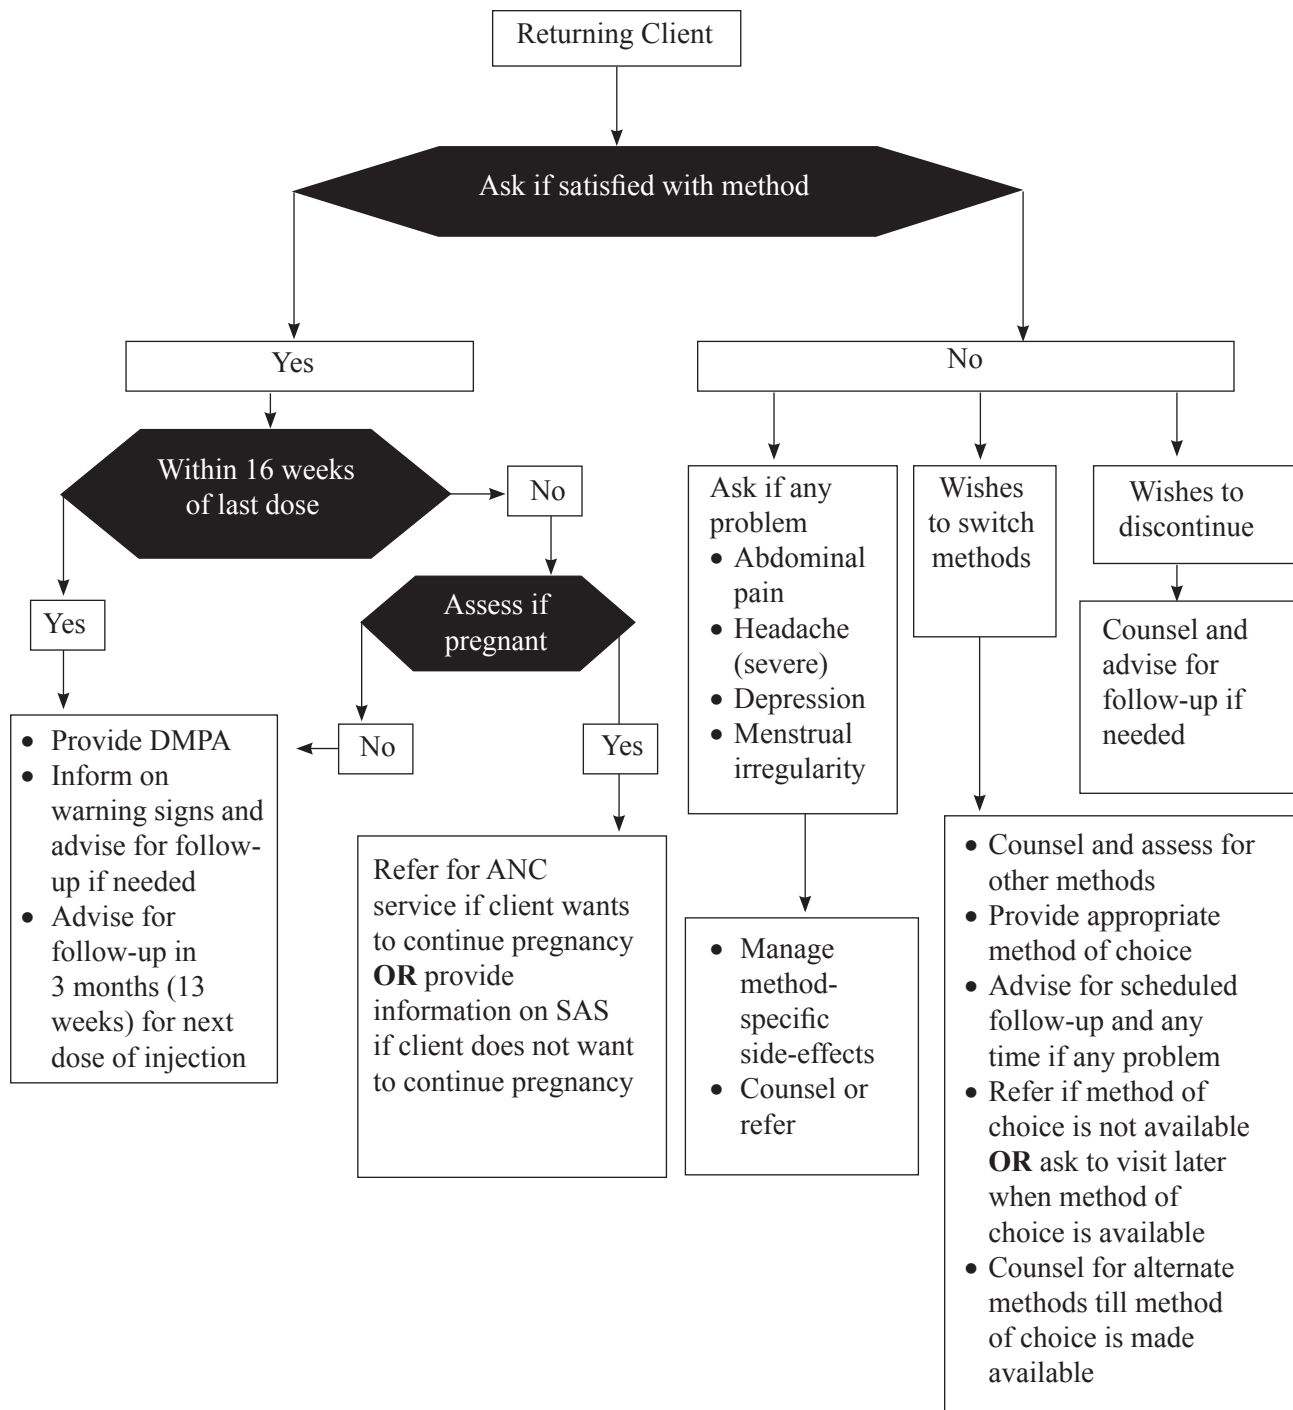 Returning Client
Ask if satisfied with method
Yes
No
Within 16 weeks
of last dose
No
Yes
Assess if
pregnant
No
Yes
• Provide DMPA
• Inform on
warning signs and
advise for follow-
up if needed
• Advise for
follow-up in
3 months (13
weeks) for next
dose of injection
Refer for ANC
service if client wants
to continue pregnancy
OR provide
information on SAS
if client does not want
to continue pregnancy
Ask if any
problem
• Abdominal
pain
• Headache
(severe)
• Depression
• Menstrual
irregularity
• Manage
method-
specific
side-effects
• Counsel or
refer
Wishes
to switch
methods
• Counsel and assess for
other methods
• Provide appropriate
method of choice
• Advise for scheduled
follow-up and any
time if any problem
• Refer if method of
choice is not available
OR ask to visit later
when method of
choice is available
• Counsel for alternate
methods till method
of choice is made
available
Wishes to
discontinue
Counsel and
advise for
follow-up if
needed